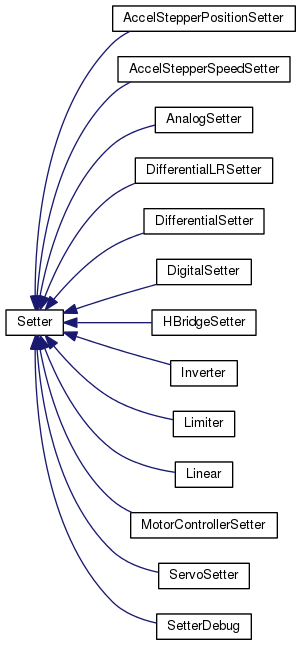 AccelStepperPositionSetter
AccelStepperSpeedSetter
AnalogSetter
DifferentialLRSetter
DifferentialSetter
DigitalSetter
Setter
HBridgeSetter
Inverter
Limiter
Linear
MotorControllerSetter
ServoSetter
SetterDebug